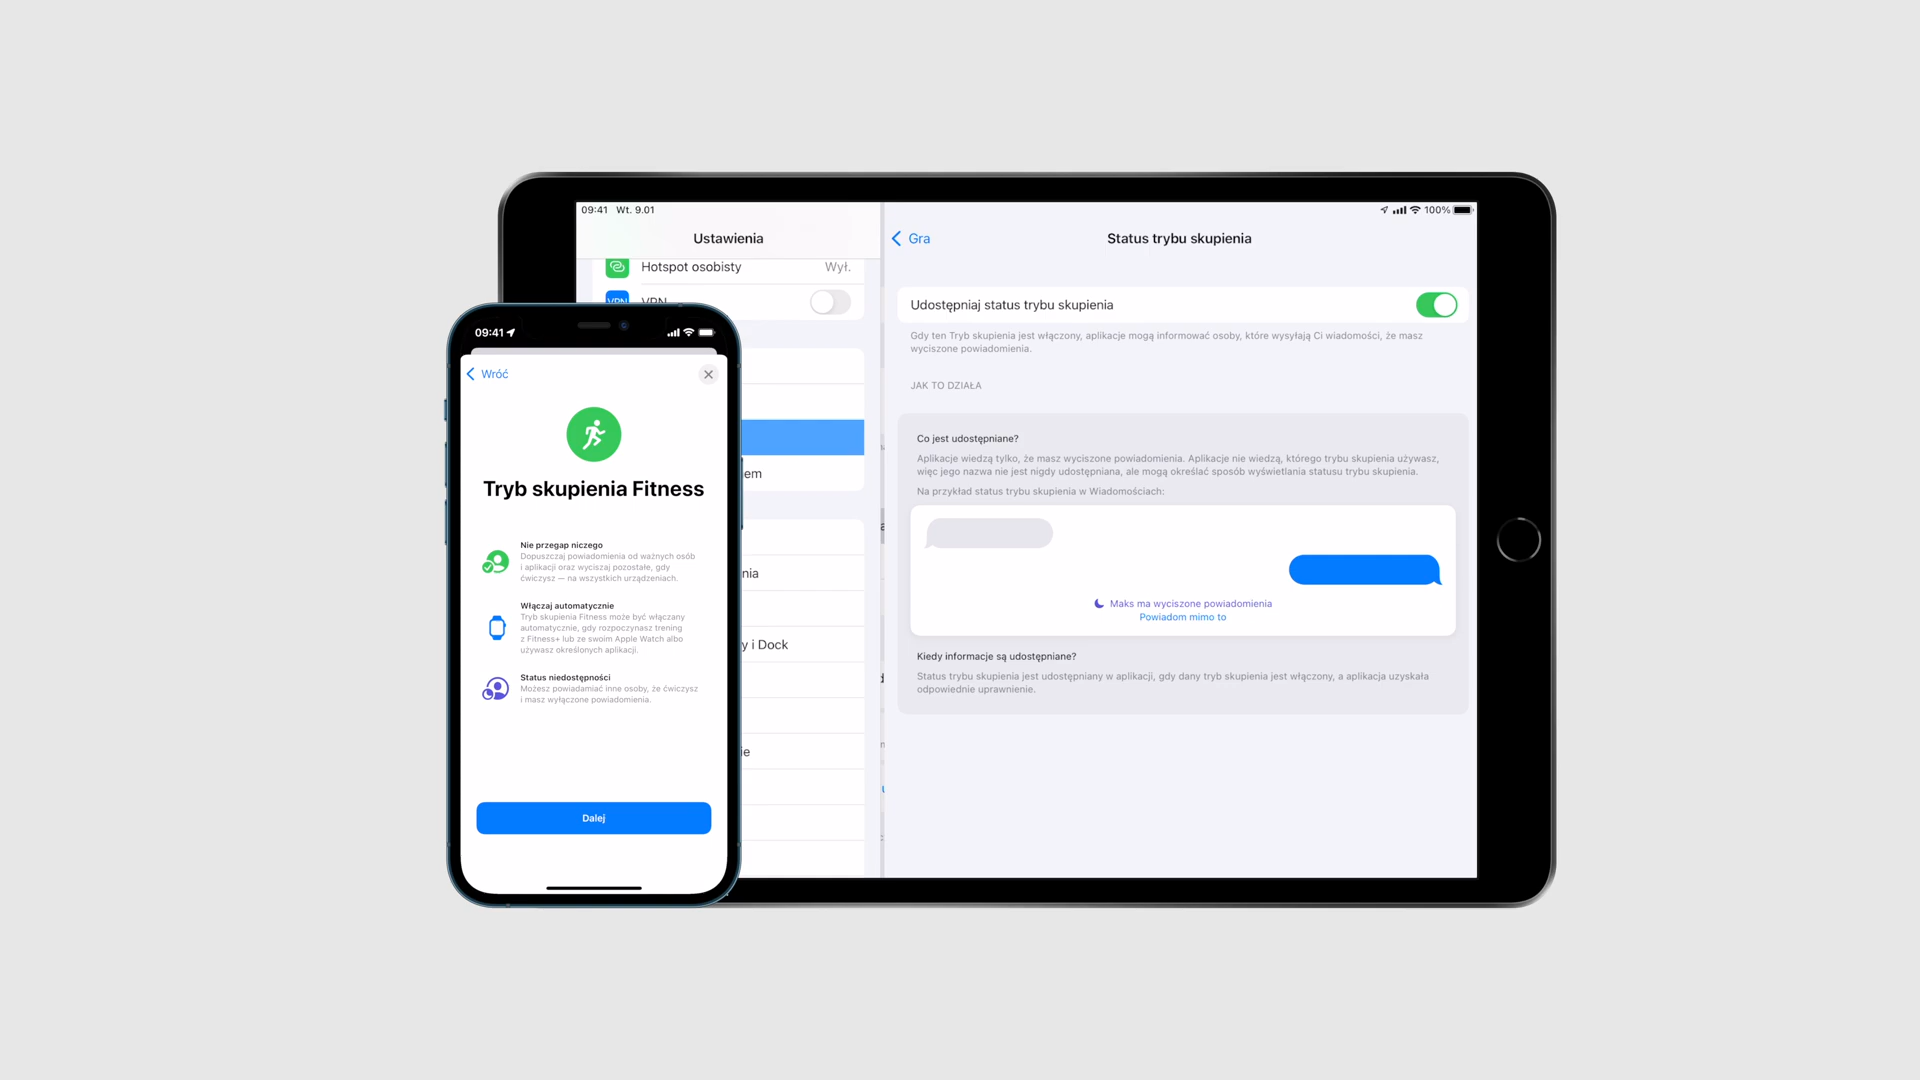 09:41 Wt. 9.01
100%
Ustawienia
Hotspot osobisty Wył.
VPN VPN
em
nia
y i Dock
ie
Gra
Status trybu skupienia
Udostępniaj status trybu skupienia
Gdy ten Tryb skupienia jest włączony, aplikacje mogą informować osoby, które wysyłają Ci wiadomości, że masz
wyciszone powiadomienia.
JAK TO DZIAŁA
Co jest udostępniane?
Aplikacje wiedzą tylko, że masz wyciszone powiadomienia. Aplikacje nie wiedzą, którego trybu skupienia używasz,
więc jego nazwa nie jest nigdy udostępniana, ale mogą określać sposób wyświetlania statusu trybu skupienia.
Na przykład status trybu skupienia w Wiadomościach:
Maks ma wyciszone powiadomienia
Powiadom mimo to
Kiedy informacje są udostępniane?
Status trybu skupienia jest udostępniany w aplikacji, gdy dany tryb skupienia jest włączony, a aplikacja uzyskała
odpowiednie uprawnienie.
09:41
Wróć
Tryb skupienia Fitness
Nie przegap niczego
Dopuszczaj powiadomienia od ważnych osób
i aplikacji oraz wyciszaj pozostałe, gdy
ćwiczysz — na wszystkich urządzeniach.
Włączaj automatycznie
Tryb skupienia Fitness może być włączany
automatycznie, gdy rozpoczynasz trening
z Fitness+ lub ze swoim Apple Watch albo
używasz określonych aplikacji.
Status niedostępności
Możesz powiadamiać inne osoby, że ćwiczysz
i masz wyłączone powiadomienia.
Dalej